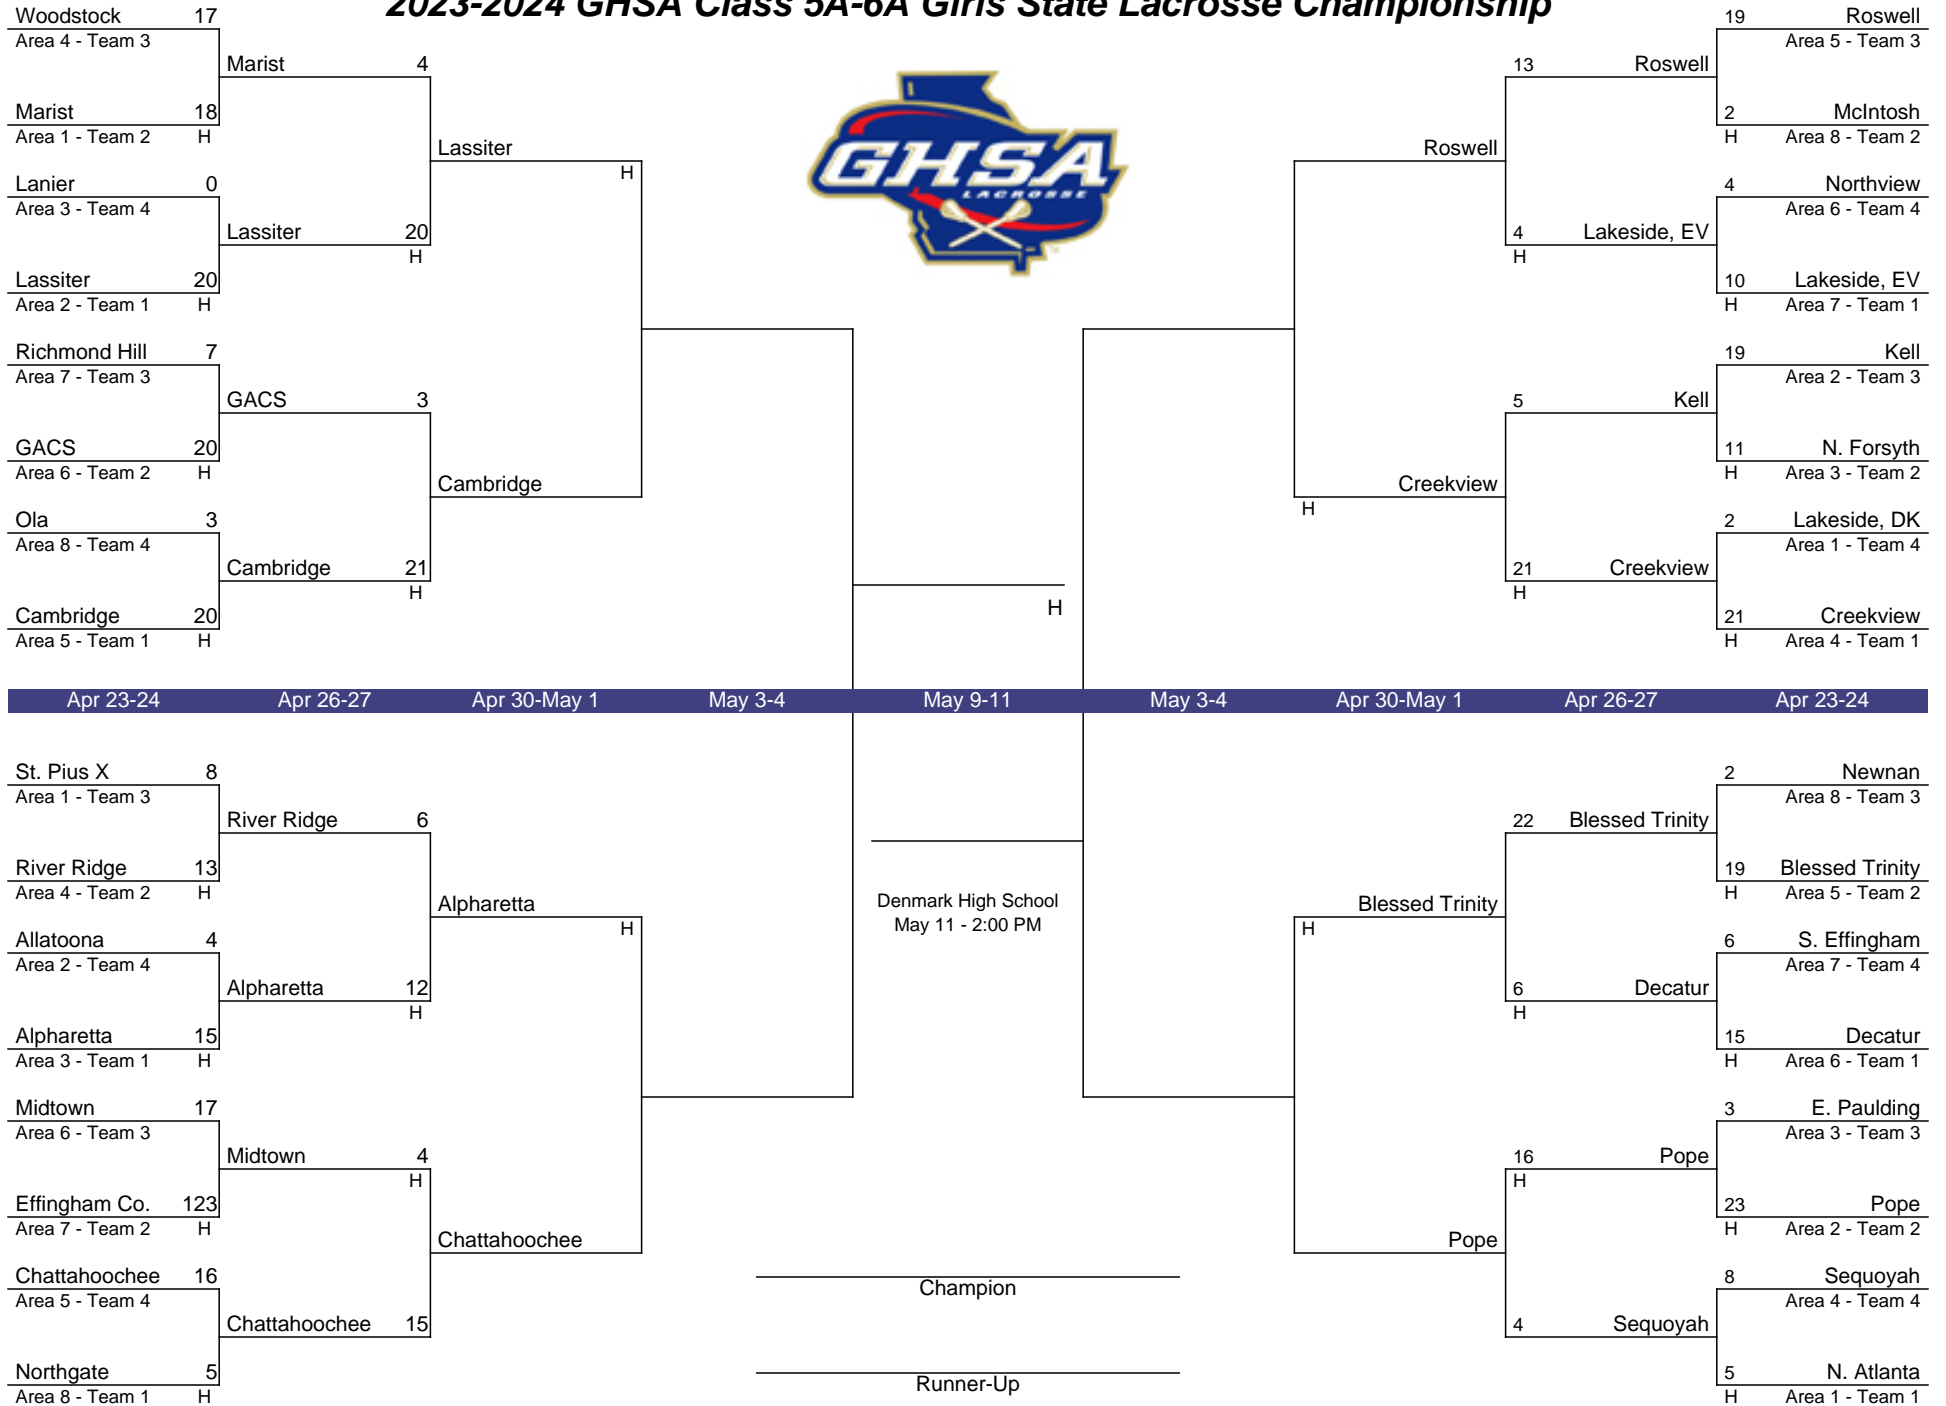 2023-2024 GHSA Class 5A-6A Girls State Lacrosse Championship
GHSA
LACROSSE
Woodstock 17
Area 4 - Team 3
Marist 4
Marist 18
Area 1 - Team 2 H
Lassiter
H
Lanier 0
Area 3 - Team 4
Lassiter 20
H
Lassiter 20
Area 2 - Team 1 H
Richmond Hill 7
Area 7 - Team 3
GACS 3
GACS 20
Area 6 - Team 2 H
Cambridge
Ola 3
Area 8 - Team 4
Cambridge 21
H
Cambridge 20
Area 5 - Team 1 H
19 Roswell
Area 5 - Team 3
13 Roswell
2 McIntosh
H Area 8 - Team 2
Roswell
4 Northview
Area 6 - Team 4
4 Lakeside, EV
H
10 Lakeside, EV
H Area 7 - Team 1
19 Kell
Area 2 - Team 3
5 Kell
11 N. Forsyth
H Area 3 - Team 2
Creekview
H
2 Lakeside, DK
Area 1 - Team 4
21 Creekview
H
21 Creekview
H Area 4 - Team 1
H
Apr 23-24 Apr 26-27 Apr 30-May 1 May 3-4 May 9-11 May 3-4 Apr 30-May 1 Apr 26-27 Apr 23-24
St. Pius X 8
Area 1 - Team 3
River Ridge 6
River Ridge 13
Area 4 - Team 2 H
Alpharetta
H
Allatoona 4
Area 2 - Team 4
Alpharetta 12
H
Alpharetta 15
Area 3 - Team 1 H
Midtown 17
Area 6 - Team 3
Midtown 4
H
Effingham Co. 123
Area 7 - Team 2 H
Chattahoochee
Chattahoochee 16
Area 5 - Team 4
Chattahoochee 15
Northgate 5
Area 8 - Team 1 H
Denmark High School
May 11 - 2:00 PM
Champion
Runner-Up
2 Newnan
Area 8 - Team 3
22 Blessed Trinity
19 Blessed Trinity
H Area 5 - Team 2
Blessed Trinity
H
6 S. Effingham
Area 7 - Team 4
6 Decatur
H
15 Decatur
H Area 6 - Team 1
3 E. Paulding
Area 3 - Team 3
16 Pope
H
23 Pope
H Area 2 - Team 2
Pope
8 Sequoyah
Area 4 - Team 4
4 Sequoyah
5 N. Atlanta
H Area 1 - Team 1